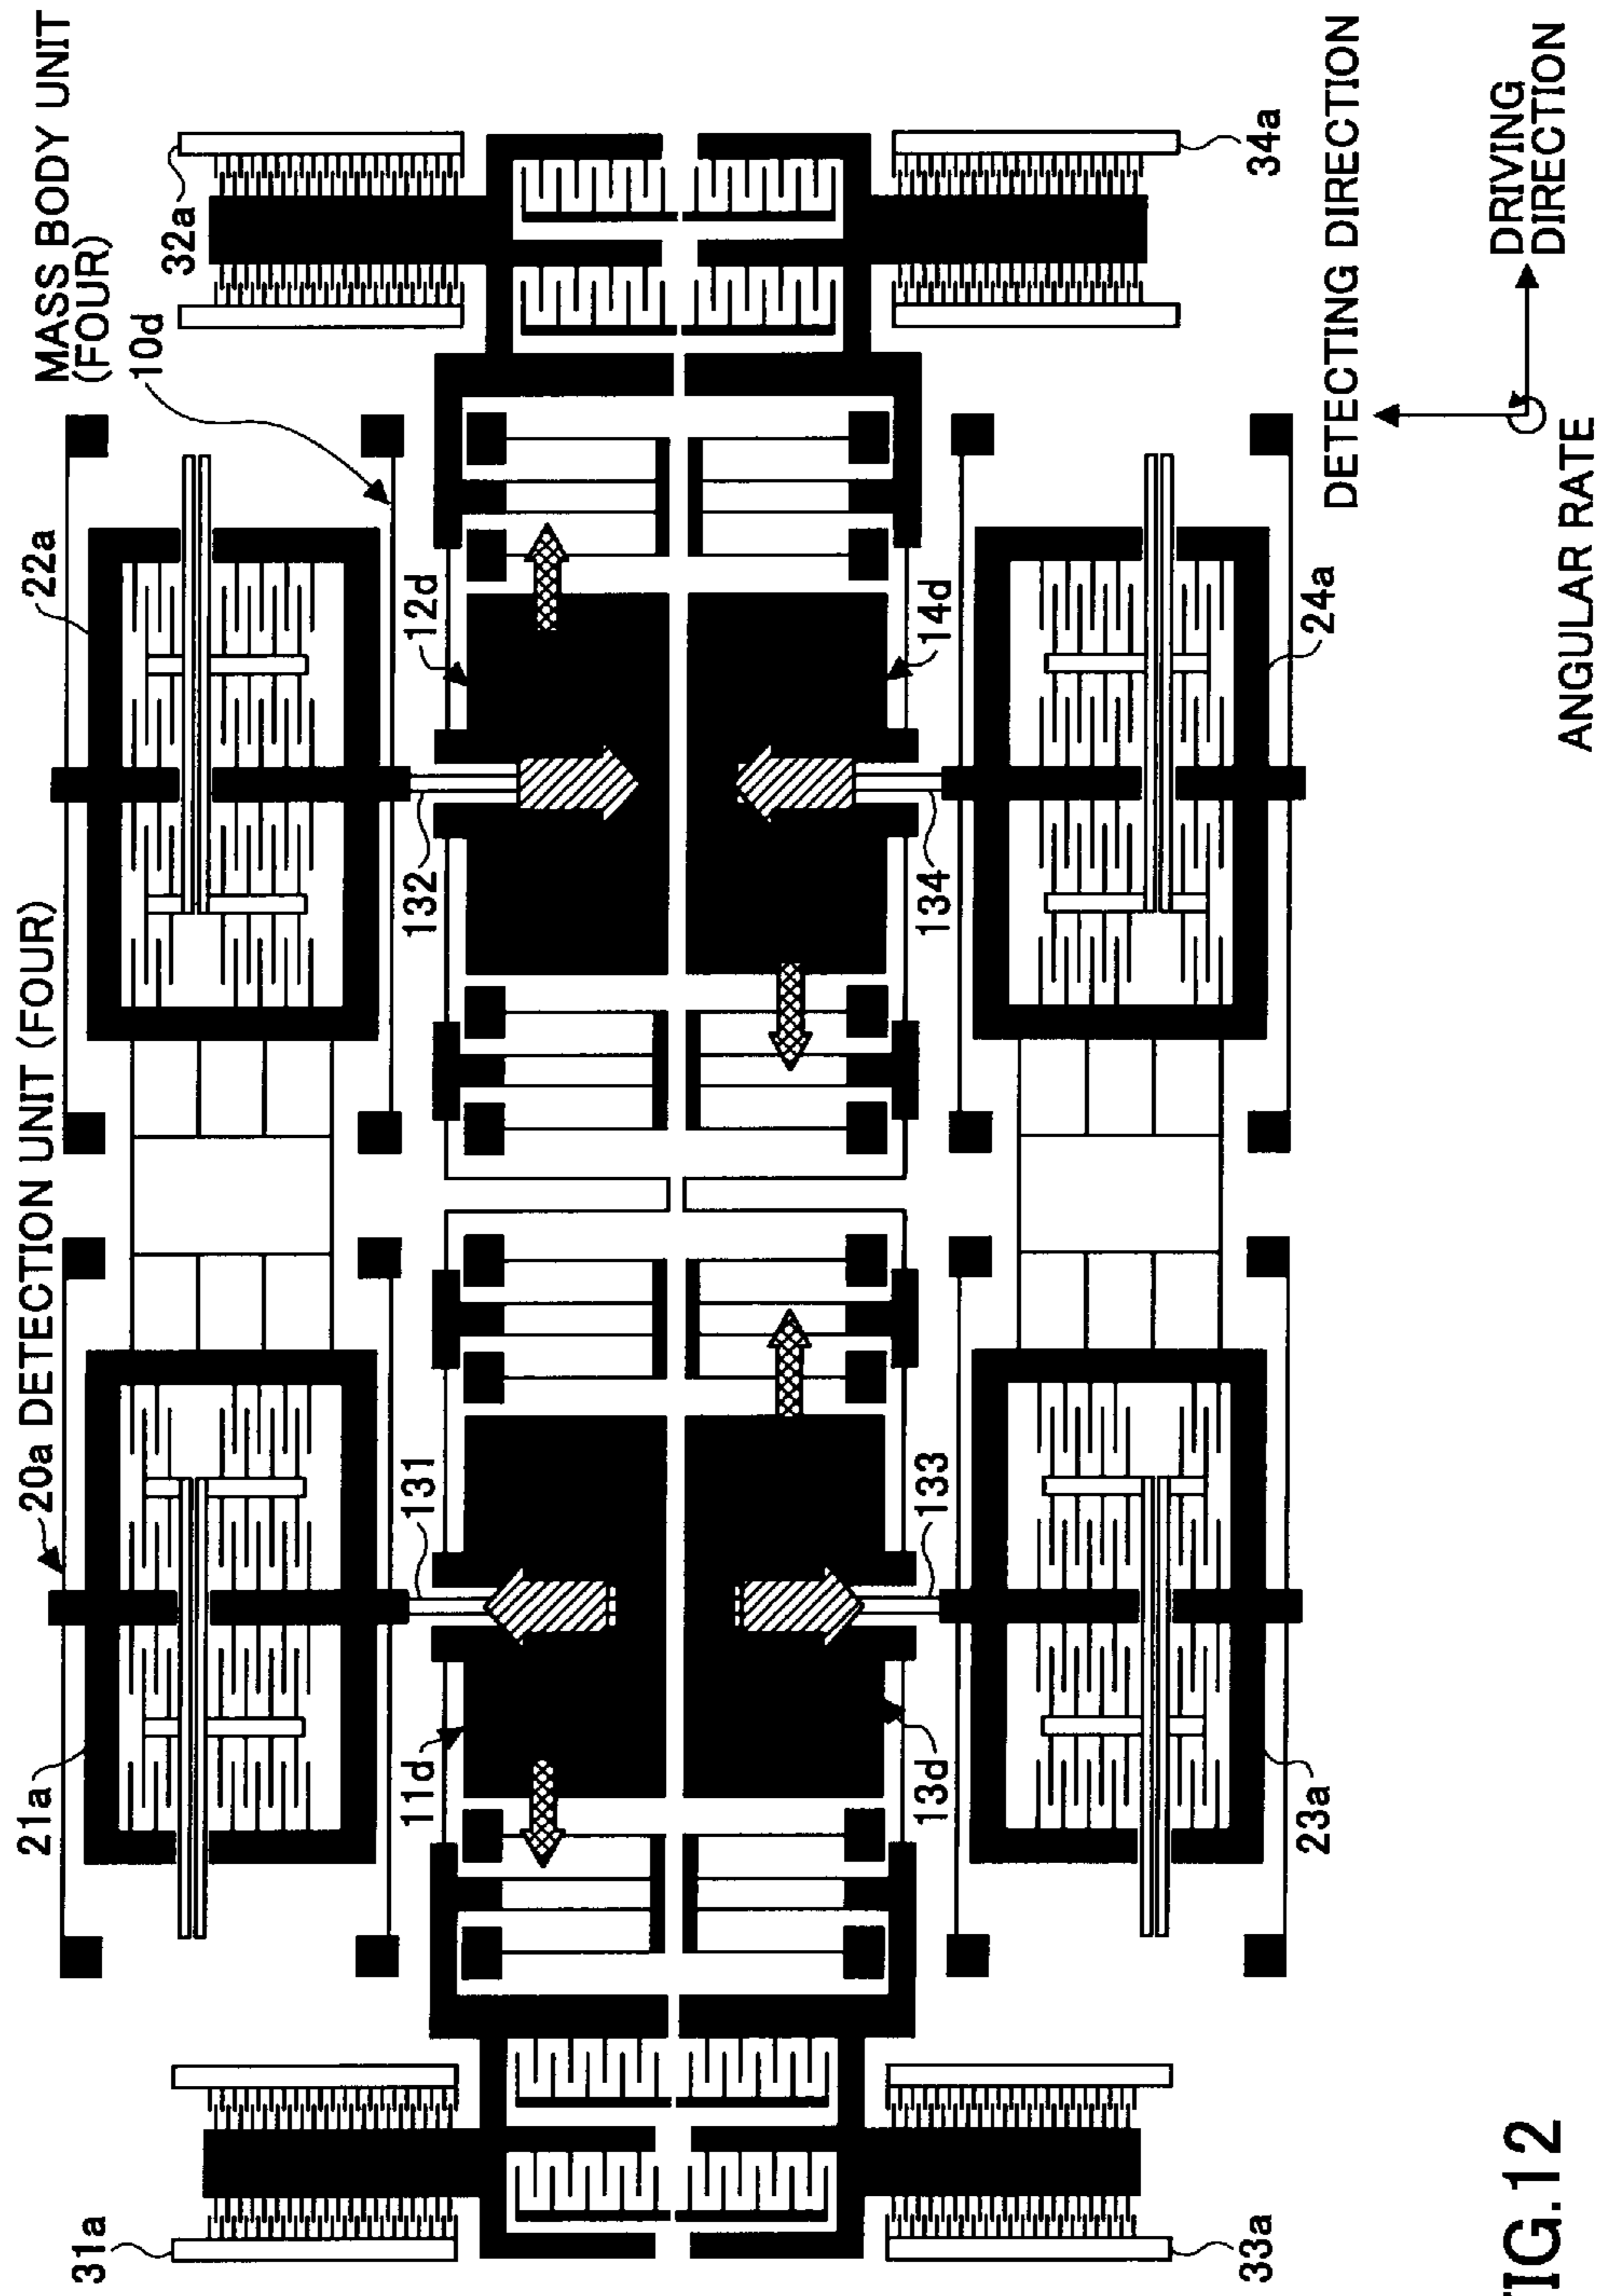 21a
20a DETECTION UNIT (FOUR)
22a
MASS BODY UNIT
(FOUR)
31a
10d
32a
11d
131
132
12d
13d
133
134
14d
33a
23a
24a
34a
DETECTING DIRECTION
DRIVING
DIRECTION
ANGULAR RATE
FIG.12